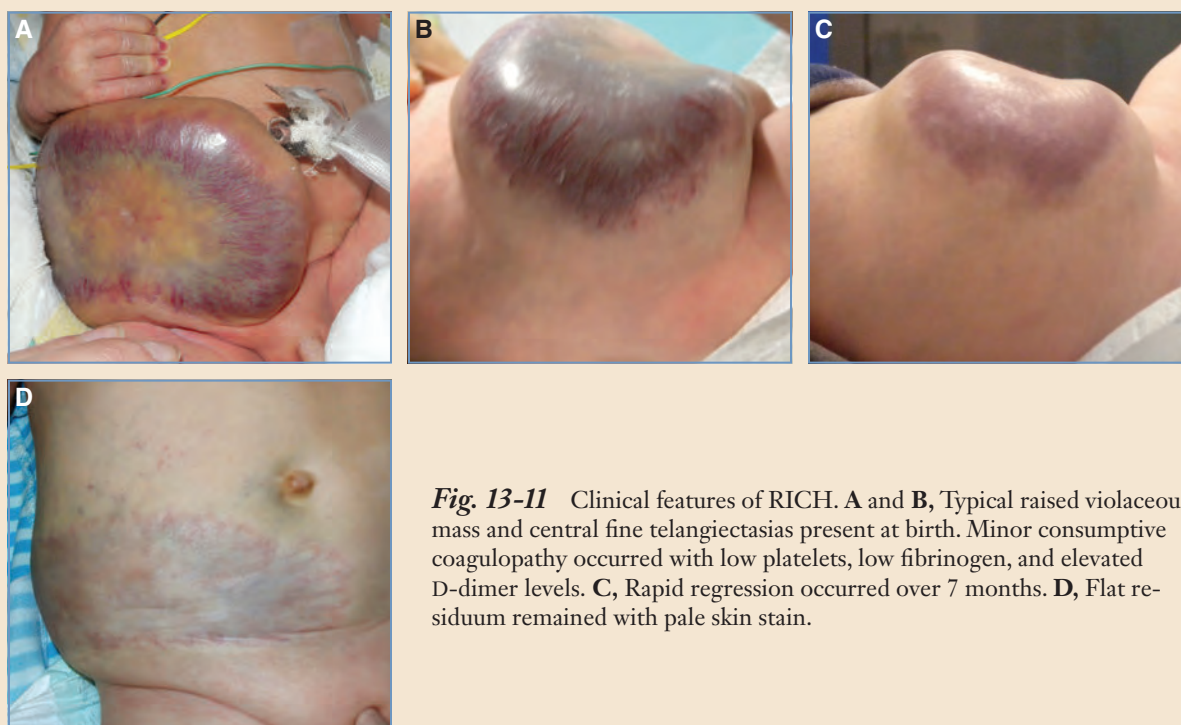 A
B
C
D
Fig. 13-11 Clinical features of RICH. A and B, Typical raised violaceous
mass and central fine telangiectasias present at birth. Minor consumptive
coagulopathy occurred with low platelets, low fibrinogen, and elevated
D-dimer levels. C, Rapid regression occurred over 7 months. D, Flat re-
siduum remained with pale skin stain.